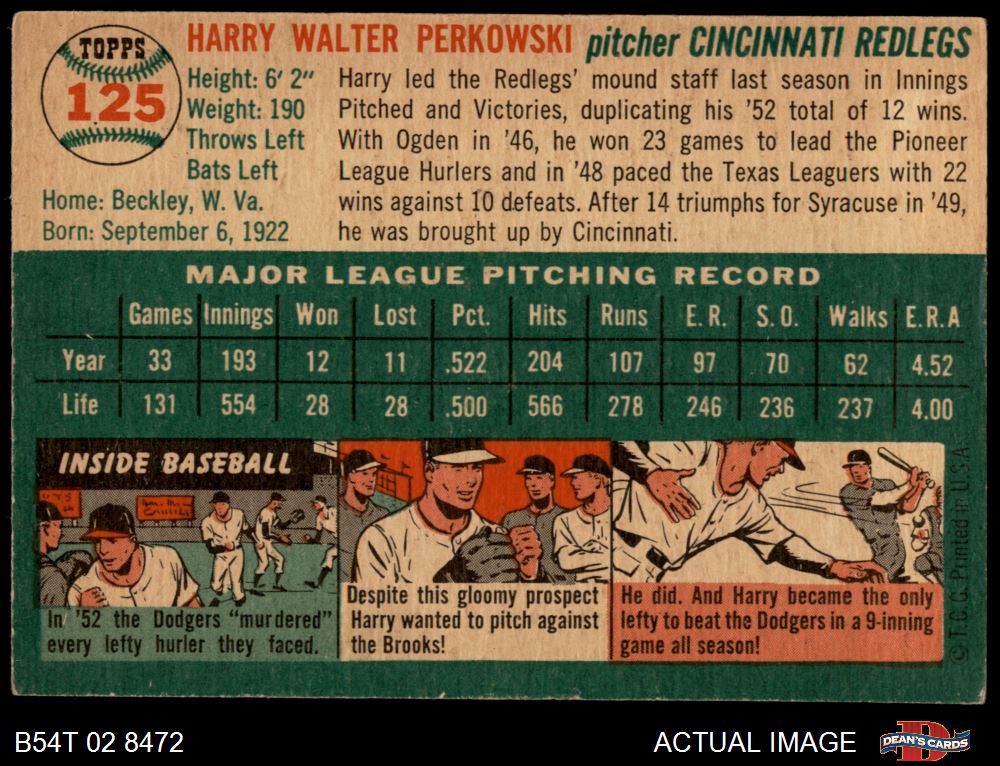 TOPPS
125
HARRY WALTER PERKOWSKI pitcher CINCINNATI REDLEGS
Height: 6' 2"
Weight: 190
Throws Left
Bats Left
Home: Beckley, W. Va.
Born: September 6, 1922
Harry led the Redlegs' mound staff last season in Innings
Pitched and Victories, duplicating his '52 total of 12 wins.
With Ogden in '46, he won 23 games to lead the Pioneer
League Hurlers and in '48 paced the Texas Leaguers with 22
wins against 10 defeats. After 14 triumphs for Syracuse in '49,
he was brought up by Cincinnati.
MAJOR LEAGUE PITCHING RECORD
Games Innings Won Lost Pct. Hits Runs E.R. S.O. Walks E.R.A
Year 33 193 12 11 .522 204 107 97 70 62 4.52
Life 131 554 28 28 .500 566 278 246 236 237 4.00
INSIDE BASEBALL
In '52 the Dodgers "murdered"
every lefty hurler they faced.
Despite this gloomy prospect
Harry wanted to pitch against
the Brooks!
He did. And Harry became the only
lefty to beat the Dodgers in a 9-inning
game all season!
© T.C.G. Printed in U.S.A
B54T 02 8472
ACTUAL IMAGE
DEAN'S CARDS